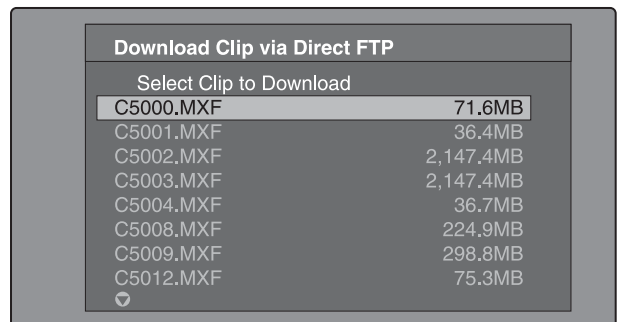 Download Clip via Direct FTP
Select Clip to Download
C5000.MXF 71.6MB
C5001.MXF 36.4MB
C5002.MXF 2,147.4MB
C5003.MXF 2,147.4MB
C5004.MXF 36.7MB
C5008.MXF 224.9MB
C5009.MXF 298.8MB
C5012.MXF 75.3MB